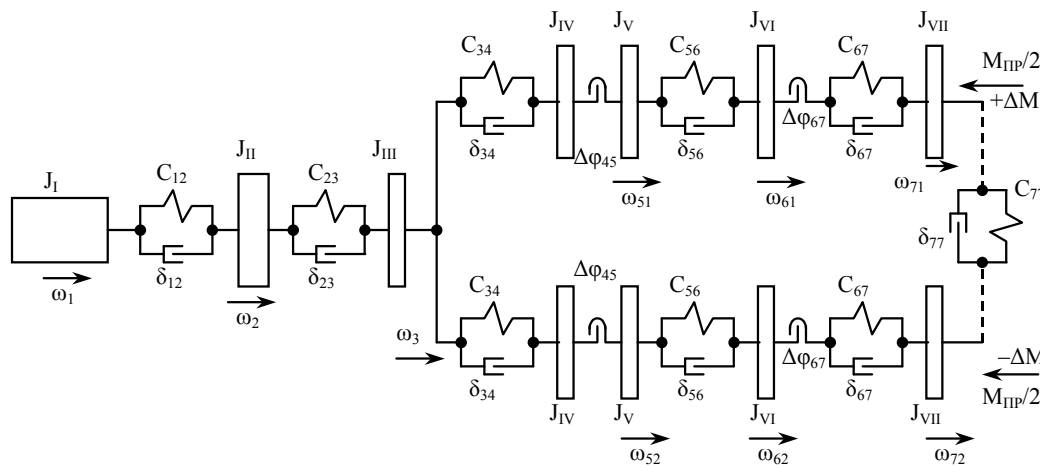 J_IV J_V J_VI J_VII
C_34 C_56 C_67
M_ПР/2
+ΔM
Δφ_67
δ_34 Δφ_45 δ_56 δ_67
J_I C_12 J_II C_23 J_III
ω_51 ω_61 ω_71
C_77
δ_77
δ_12 δ_23
ω_1 ω_2
Δφ_45
C_34 C_56 C_67
ω_3
Δφ_67
–ΔM
δ_34 δ_56 δ_67
M_ПР/2
J_IV J_V J_VI J_VII
ω_52 ω_62 ω_72